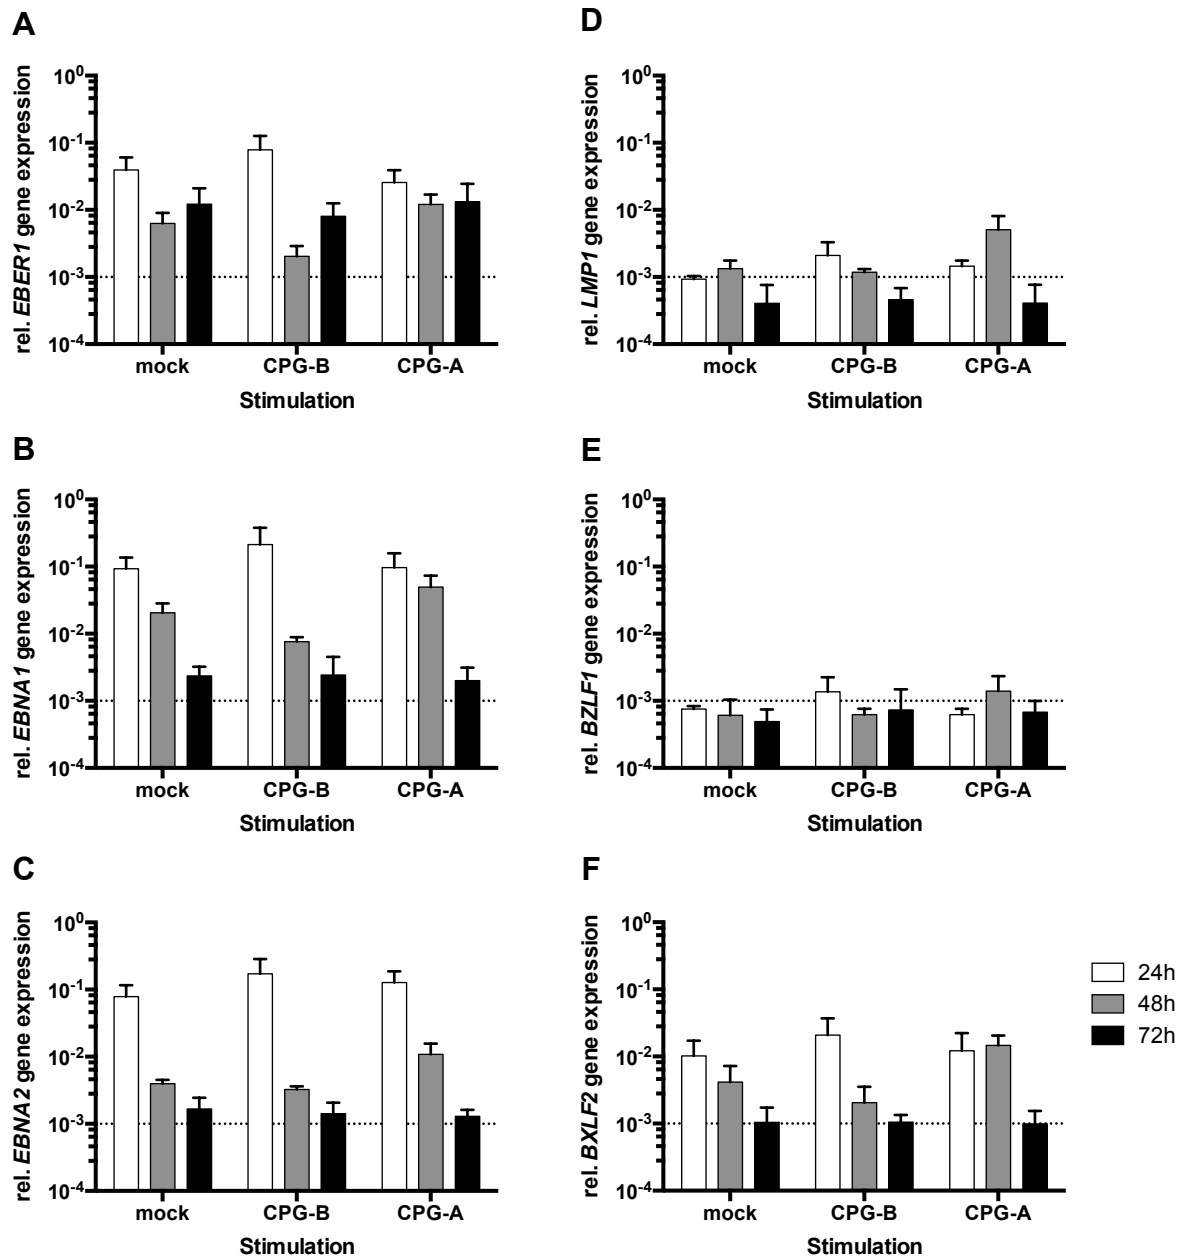 A
rel. EBER1 gene expression
10⁰
10⁻¹
10⁻²
10⁻³
10⁻⁴
mock CPG-B CPG-A
Stimulation
D
rel. LMP1 gene expression
10⁰
10⁻¹
10⁻²
10⁻³
10⁻⁴
mock CPG-B CPG-A
Stimulation
B
rel. EBNA1 gene expression
10⁰
10⁻¹
10⁻²
10⁻³
10⁻⁴
mock CPG-B CPG-A
Stimulation
E
rel. BZLF1 gene expression
10⁰
10⁻¹
10⁻²
10⁻³
10⁻⁴
mock CPG-B CPG-A
Stimulation
C
rel. EBNA2 gene expression
10⁰
10⁻¹
10⁻²
10⁻³
10⁻⁴
mock CPG-B CPG-A
Stimulation
F
rel. BXLF2 gene expression
10⁰
10⁻¹
10⁻²
10⁻³
10⁻⁴
mock CPG-B CPG-A
Stimulation
24h
48h
72h